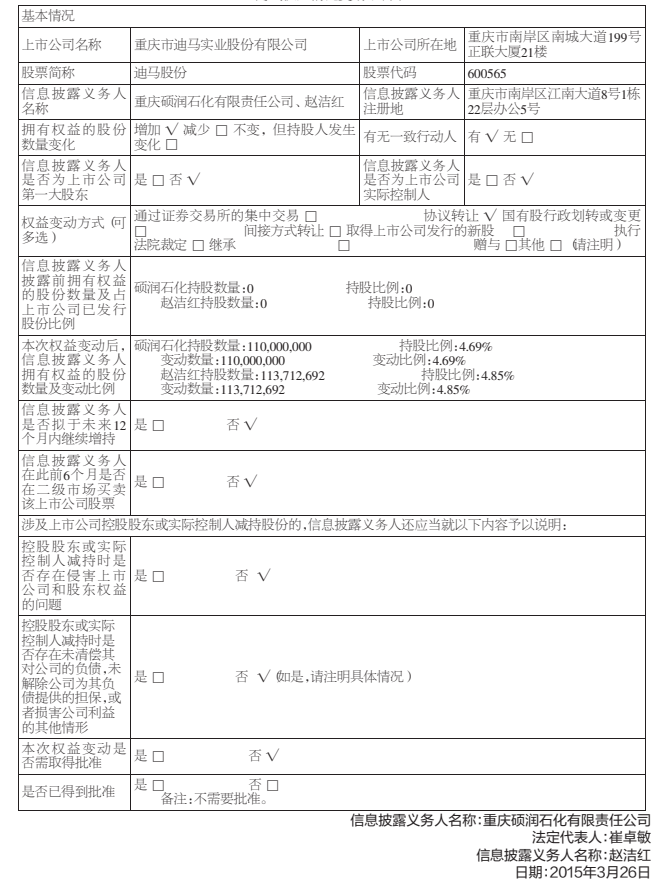 基本情况
上市公司名称 重庆市迪马实业股份有限公司 上市公司所在地 重庆市南岸区南城大道199号
正联大厦21楼
股票简称 迪马股份 股票代码 600565
信息披露义务人
名称 重庆硕润石化有限责任公司、赵洁红 信息披露义务人
注册地 重庆市南岸区江南大道8号1栋
22层办公5号
拥有权益的股份
数量变化 增加 √ 减少 □ 不变，但持股人发生
变化 □ 有无一致行动人 有 √ 无 □
信息披露义务人
是否为上市公司
第一大股东 是 □ 否 √ 信息披露义务人
是否为上市公司
实际控制人 是 □ 否 √
权益变动方式（可
多选） 通过证券交易所的集中交易 □ 协议转让 √ 国有股行政划转或变更
□ 间接方式转让 □ 取得上市公司发行的新股 □ 执行
法院裁定 □ 继承 □ 赠与 □其他 □ （请注明）
信息披露义务人
披露前拥有权益
的股份数量及占
上市公司已发行
股份比例 硕润石化持股数量:0 持股比例:0
赵洁红持股数量:0 持股比例:0
本次权益变动后，
信息披露义务人
拥有权益的股份
数量及变动比例 硕润石化持股数量:110,000,000 持股比例:4.69%
变动数量:110,000,000 变动比例:4.69%
赵洁红持股数量:113,712,692 持股比例:4.85%
变动数量:113,712,692 变动比例:4.85%
信息披露义务人
是否拟于未来12
个月内继续增持 是 □ 否 √
信息披露义务人
在此前6个月是否
在二级市场买卖
该上市公司股票 是 □ 否 √
涉及上市公司控股股东或实际控制人减持股份的，信息披露义务人还应当就以下内容予以说明：
控股股东或实际
控制人减持时是
否存在侵害上市
公司和股东权益
的问题 是 □ 否 √
控股股东或实际
控制人减持时是
否存在未清偿其
对公司的负债，未
解除公司为其负
债提供的担保，或
者损害公司利益
的其他情形 是 □ 否 √（如是，请注明具体情况）
本次权益变动是
否需取得批准 是 □ 否 √
是否已得到批准 是 □ 否 □
备注：不需要批准。
信息披露义务人名称：重庆硕润石化有限责任公司
法定代表人：崔卓敏
信息披露义务人名称：赵洁红
日期：2015年3月26日